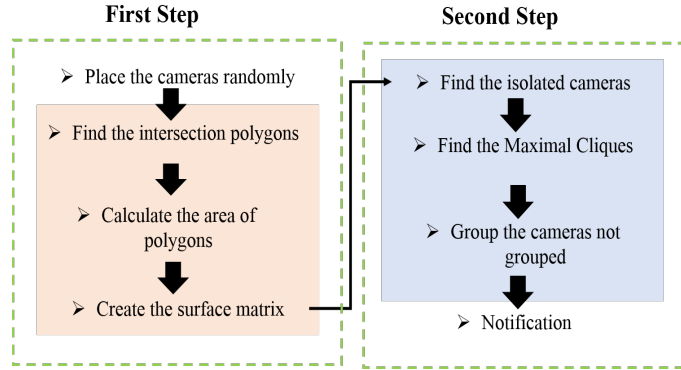 First Step
➢ Place the cameras randomly
➢ Find the intersection polygons
➢ Calculate the area of
polygons
➢ Create the surface matrix
Second Step
➢ Find the isolated cameras
➢ Find the Maximal Cliques
➢ Group the cameras not
grouped
➢ Notification